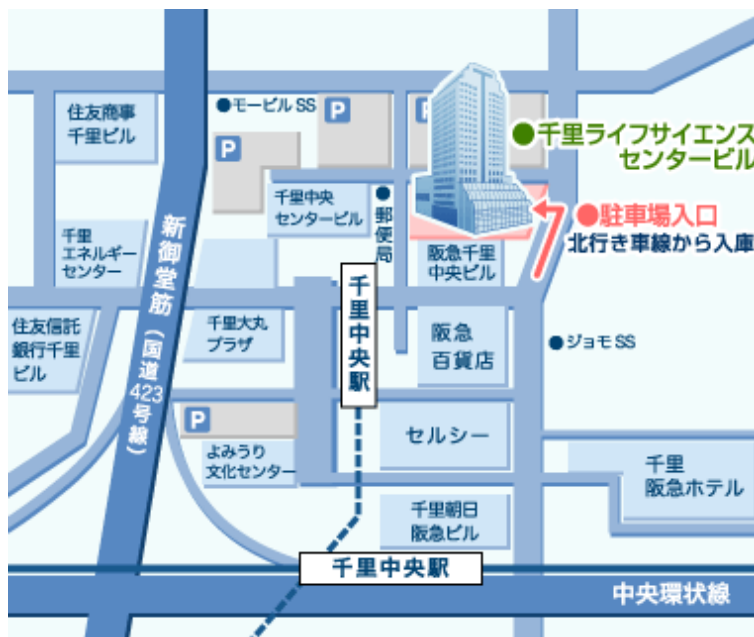 住友商事
千里ビル
●モービルSS
P
P
P
●千里ライフサイエンス
センタービル
千里中央
センタービル
●郵便局
●駐車場入口
北行き車線から入庫
千里
エネルギー
センター
新御堂筋(国道423号線)
阪急千里
中央ビル
千里中央駅
住友信託
銀行千里
ビル
千里大丸
プラザ
阪急
百貨店
●ジョモSS
P
セルシー
よみうり
文化センター
千里
阪急ホテル
千里朝日
阪急ビル
千里中央駅
中央環状線